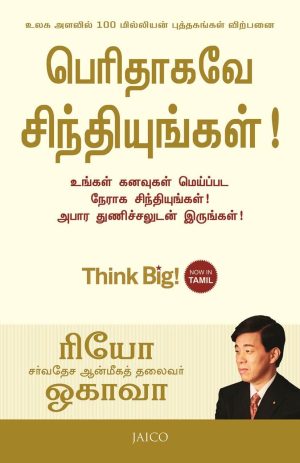 உலக அளவில் 100 மில்லியன் புத்தகங்கள் விற்பனை
பெரிதாகவே
சிந்தியுங்கள் !
உங்கள் கனவுகள் மெய்ப்பட
நேராக சிந்தியுங்கள் !
அபார துணிச்சலுடன் இருங்கள் !
Think Big!
NOW IN
TAMIL
ரியோ
சர்வதேச ஆன்மீகத் தலைவர்
ஒகாவா
JAICO